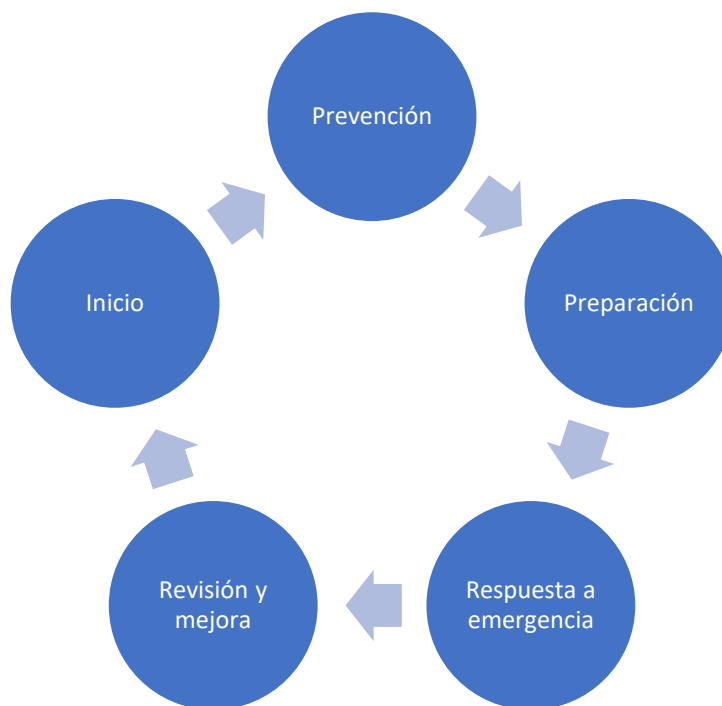 Prevención
Preparación
Respuesta a
emergencia
Revisión y
mejora
Inicio